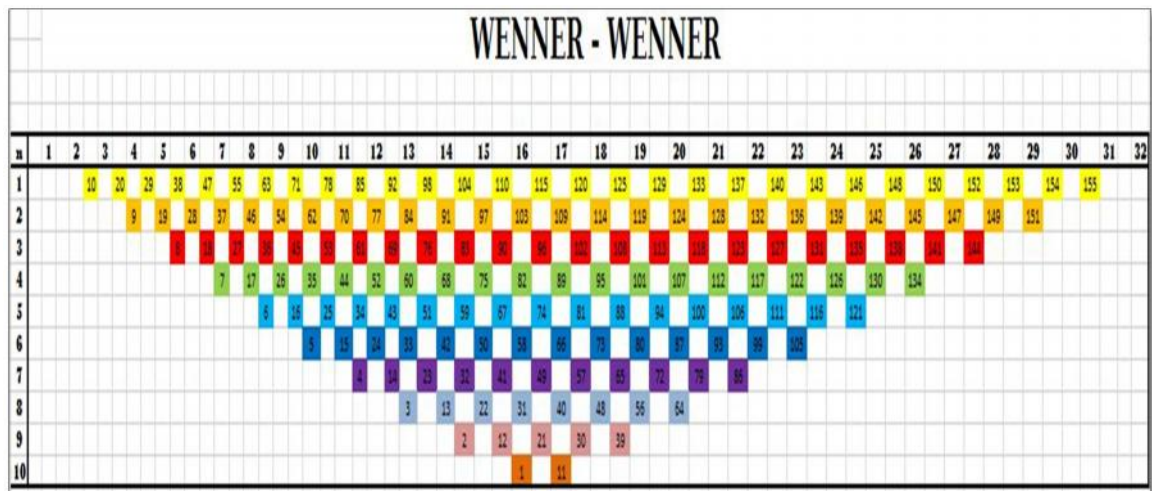 WENNER - WENNER
n 1 2 3 4 5 6 7 8 9 10 11 12 13 14 15 16 17 18 19 20 21 22 23 24 25 26 27 28 29 30 31 32
1 10 20 29 38 47 55 63 71 78 85 92 98 104 110 115 120 125 129 133 137 140 143 146 148 150 152 153 154 155
2 9 19 28 37 46 54 62 70 77 84 91 97 103 109 114 119 124 128 132 136 139 142 145 147 149 151
3 8 18 27 36 45 53 61 69 76 83 90 96 102 108 113 118 123 127 131 135 138 141 144
4 7 17 26 35 44 52 60 68 75 82 89 95 101 107 112 117 122 126 130 134
5 6 16 25 34 43 51 59 67 74 81 88 94 100 106 111 116 121
6 5 15 24 33 42 50 58 66 73 80 87 93 99 105
7 4 14 23 32 41 49 57 65 72 79 86
8 3 13 22 31 40 48 56 64
9 2 12 21 30 39
10 1 11